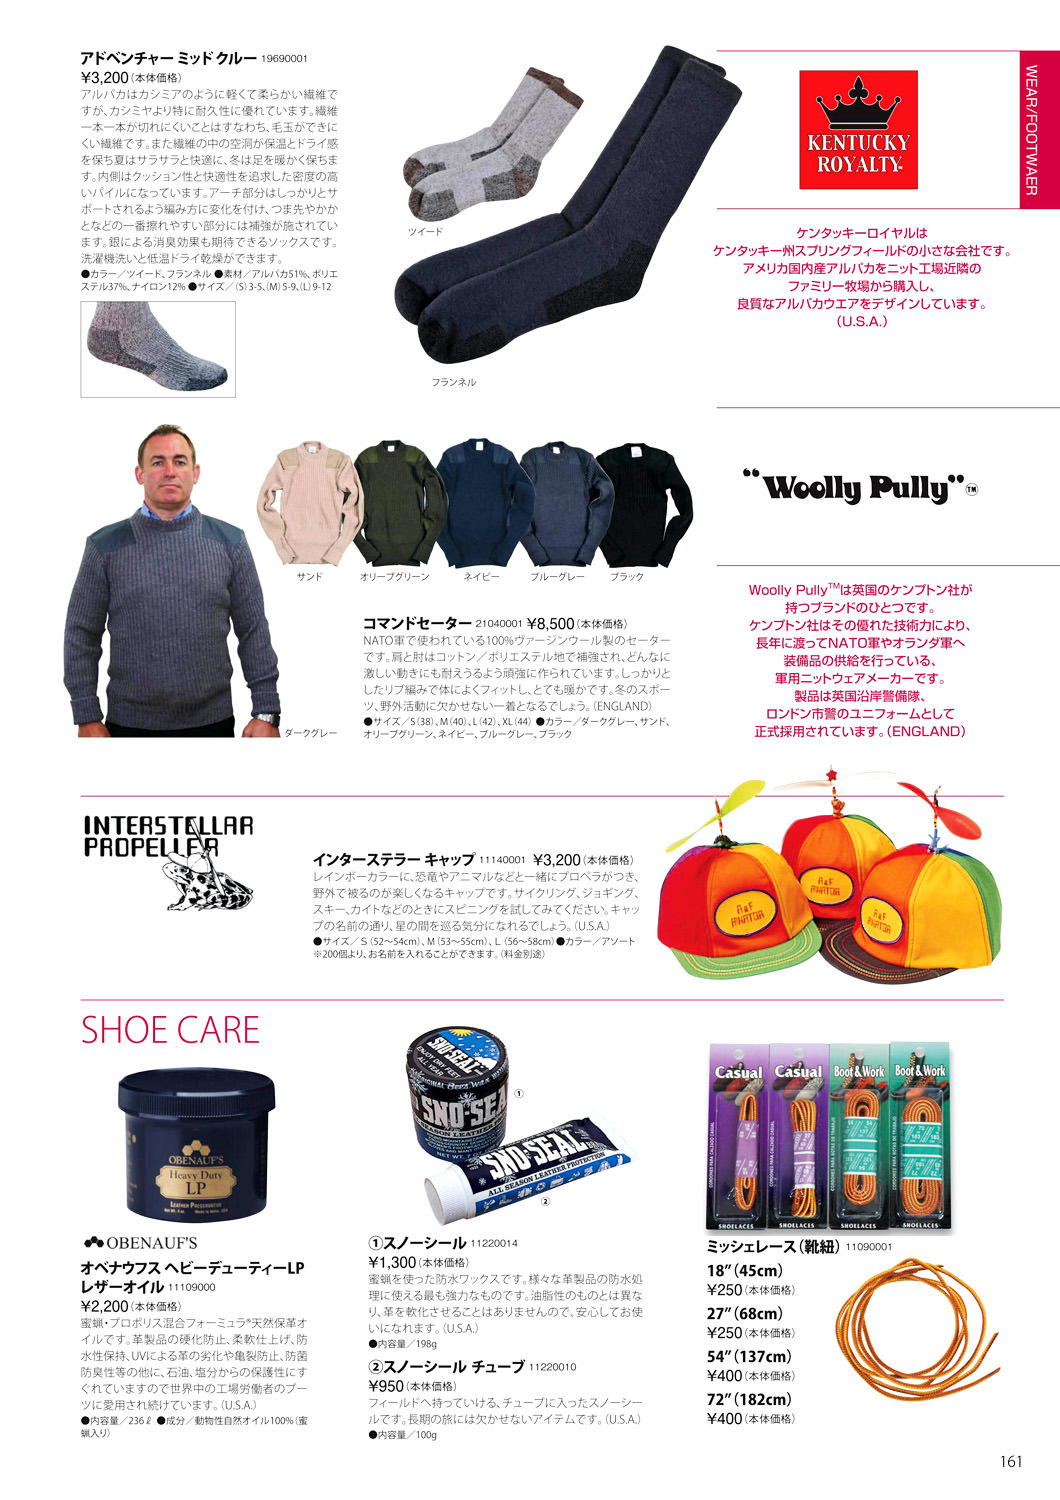 アドベンチャー ミッド クルー 19690001
¥3,200(本体価格)
アルパカはカシミアのように軽くて柔らかい繊維で
すが、カシミヤより特に耐久性に優れています。繊維
一本一本が切れにくいことはすなわち、毛玉ができに
くい繊維です。また繊維の中の空洞が保温とドライ感
を保ち夏はサラサラと快適に、冬は足を暖かく保ちま
す。内側はクッション性と快適性を追求した密度の高
いパイルになっています。アーチ部分はしっかりとサ
ポートされるよう編み方に変化を付け、つま先やかか
となどの一番擦れやすい部分には補強が施されてい
ます。銀による消臭効果も期待できるソックスです。
洗濯機洗いと低温ドライ乾燥ができます。
●カラー/ツイード、フランネル ●素材/アルパカ51%、ポリエ
ステル37%、ナイロン12% ●サイズ/(S)3-5、(M)5-9、(L)9-12
ツイード
フランネル
KENTUCKY
ROYALTY
WEAR/FOOTWAER
ケンタッキーロイヤルは
ケンタッキー州スプリングフィールドの小さな会社です。
アメリカ国内産アルパカをニット工場近隣の
ファミリー牧場から購入し、
良質なアルパカウエアをデザインしています。
(U.S.A.)
サンド
オリーブグリーン
ネイビー
ブルーグレー
ブラック
ダークグレー
コマンドセーター 21040001 ¥8,500(本体価格)
NATO軍で使われている100%ヴァージンウール製のセーター
です。肩と肘はコットン/ポリエステル地で補強され、どんなに
激しい動きにも耐えうるよう頑強に作られています。しっかりと
したリブ編みで体によくフィットし、とても暖かです。冬のスポー
ツ、野外活動に欠かせない一着となるでしょう。(ENGLAND)
●サイズ/S(38)、M(40)、L(42)、XL(44) ●カラー/ダークグレー、サンド、
オリーブグリーン、ネイビー、ブルーグレー、ブラック
"Woolly Pully"TM
Woolly Pully™は英国のケンプトン社が
持つブランドのひとつです。
ケンプトン社はその優れた技術力により、
長年に渡ってNATO軍やオランダ軍へ
装備品の供給を行っている、
軍用ニットウェアメーカーです。
製品は英国沿岸警備隊、
ロンドン市警のユニフォームとして
正式採用されています。(ENGLAND)
INTERSTELLAR
PROPELLER
インターステラー キャップ 11140001 ¥3,200(本体価格)
レインボーカラーに、恐竜やアニマルなどと一緒にプロペラがつき、
野外で被るのが楽しくなるキャップです。サイクリング、ジョギング、
スキー、カイトなどのときにスピニングを試してみてください。キャッ
プの名前の通り、星の間を巡る気分になれるでしょう。(U.S.A.)
●サイズ/S(52〜54cm)、M(53〜55cm)、L(56〜58cm)●カラー/アソート
※200個より、お名前を入れることができます。(料金別途)
A&F
AVIATOR
A&F
AVIATOR
A&F
AVIATOR
SHOE CARE
OBENAUF'S
Heavy Duty
LP
LEATHER PRESERVATIVE
OBENAUF'S
オベナウフス ヘビーデューティーLP
レザーオイル 11109000
¥2,200(本体価格)
蜜蝋・プロポリス混合フォーミュラ®天然保革オ
イルです。革製品の硬化防止、柔軟仕上げ、防
水性保持、UVによる革の劣化や亀裂防止、防菌
防臭性等の他に、石油、塩分からの保護性にす
ぐれていますので世界中の工場労働者のブー
ツに愛用され続けています。(U.S.A.)
●内容量/236ℓ ●成分/動物性自然オイル100%(蜜
蝋入り)
SNO-SEAL
ENJOY DRY FEET
ALL YEAR
ORIGINAL Beez Wax
SNO-SEAL
SNO-SEAL
ALL SEASON LEATHER PROTECTION
①
②
①スノーシール 11220014
¥1,300(本体価格)
蜜蝋を使った防水ワックスです。様々な革製品の防水処
理に使える最も強力なものです。油脂性のものとは異な
り、革を軟化させることはありませんので、安心してお使
いになれます。(U.S.A.)
●内容量/198g
②スノーシール チューブ 11220010
¥950(本体価格)
フィールドへ持っていける、チューブに入ったスノーシー
ルです。長期の旅には欠かせないアイテムです。(U.S.A.)
●内容量/100g
Casual
Casual
Boot & Work
Boot & Work
SHOELACES
SHOELACES
SHOELACES
SHOELACES
ミッシェレース(靴紐) 11090001
18"(45cm)
¥250(本体価格)
27"(68cm)
¥250(本体価格)
54"(137cm)
¥400(本体価格)
72"(182cm)
¥400(本体価格)
161